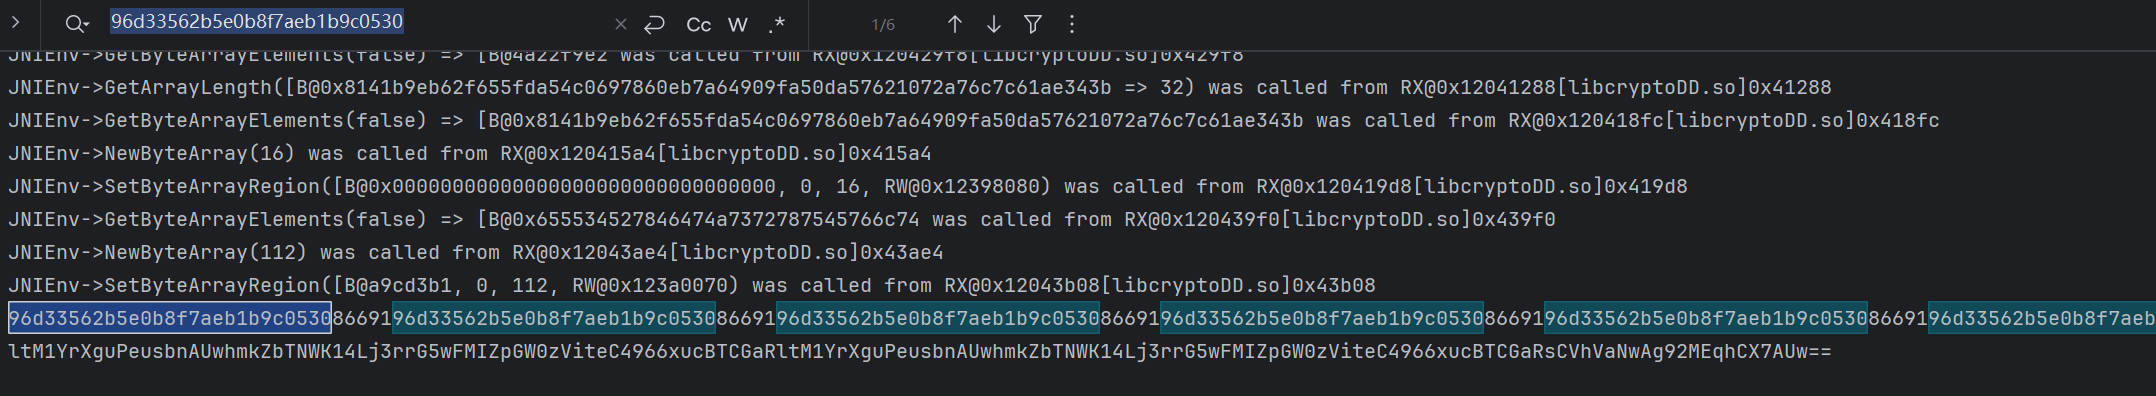 96d33562b5e0b8f7aeb1b9c0530 Cc W .* 1/6
JNIEnv->GetByteArrayElements(false) => [B@4a22f9e2 was called from RX@0x120429f8[libcryptoDD.so]0x429f8
JNIEnv->GetArrayLength([B@0x8141b9eb62f655fda54c0697860eb7a64909fa50da57621072a76c7c61ae343b => 32) was called from RX@0x12041288[libcryptoDD.so]0x41288
JNIEnv->GetByteArrayElements(false) => [B@0x8141b9eb62f655fda54c0697860eb7a64909fa50da57621072a76c7c61ae343b was called from RX@0x120418fc[libcryptoDD.so]0x418fc
JNIEnv->NewByteArray(16) was called from RX@0x120415a4[libcryptoDD.so]0x415a4
JNIEnv->SetByteArrayRegion([B@0x00000000000000000000000000000000, 0, 16, RW@0x12398080) was called from RX@0x120419d8[libcryptoDD.so]0x419d8
JNIEnv->GetByteArrayElements(false) => [B@0x655534527846474a7372787545766c74 was called from RX@0x120439f0[libcryptoDD.so]0x439f0
JNIEnv->NewByteArray(112) was called from RX@0x12043ae4[libcryptoDD.so]0x43ae4
JNIEnv->SetByteArrayRegion([B@a9cd3b1, 0, 112, RW@0x123a0070) was called from RX@0x12043b08[libcryptoDD.so]0x43b08
96d33562b5e0b8f7aeb1b9c05308669196d33562b5e0b8f7aeb1b9c05308669196d33562b5e0b8f7aeb1b9c05308669196d33562b5e0b8f7aeb1b9c05308669196d33562b5e0b8f7aeb1b9c05308669196d33562b5e0b8f7aeb
ltM1YrXguPeusbnAUwhmkZbTNWK14Lj3rrG5wFMIZpGW0zViteC4966xucBTCGaRltM1YrXguPeusbnAUwhmkZbTNWK14Lj3rrG5wFMIZpGW0zViteC4966xucBTCGaRsCVhVaNwAg92MEqhCX7AUw==